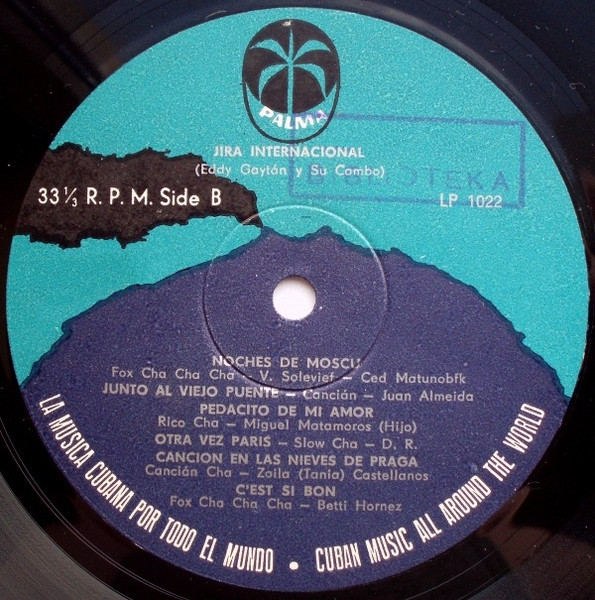 PALMA
JIRA INTERNACIONAL
(Eddy Gaytán y Su Combo)
BIBLIOTEKA
33 ⅓ R. P. M. Side B
LP 1022
NOCHES DE MOSCU
Fox Cha Cha Cha – V. Solevief – Ced Matunobfk
JUNTO AL VIEJO PUENTE – Canción – Juan Almeida
PEDACITO DE MI AMOR
Rico Cha – Miguel Matamoros (Hijo)
OTRA VEZ PARIS – Slow Cha – D. R.
CANCION EN LAS NIEVES DE PRAGA
Canción Cha – Zoila (Tania) Castellanos
C'EST SI BON
Fox Cha Cha Cha – Betti Hornez
LA MUSICA CUBANA POR TODO EL MUNDO • CUBAN MUSIC ALL AROUND THE WORLD